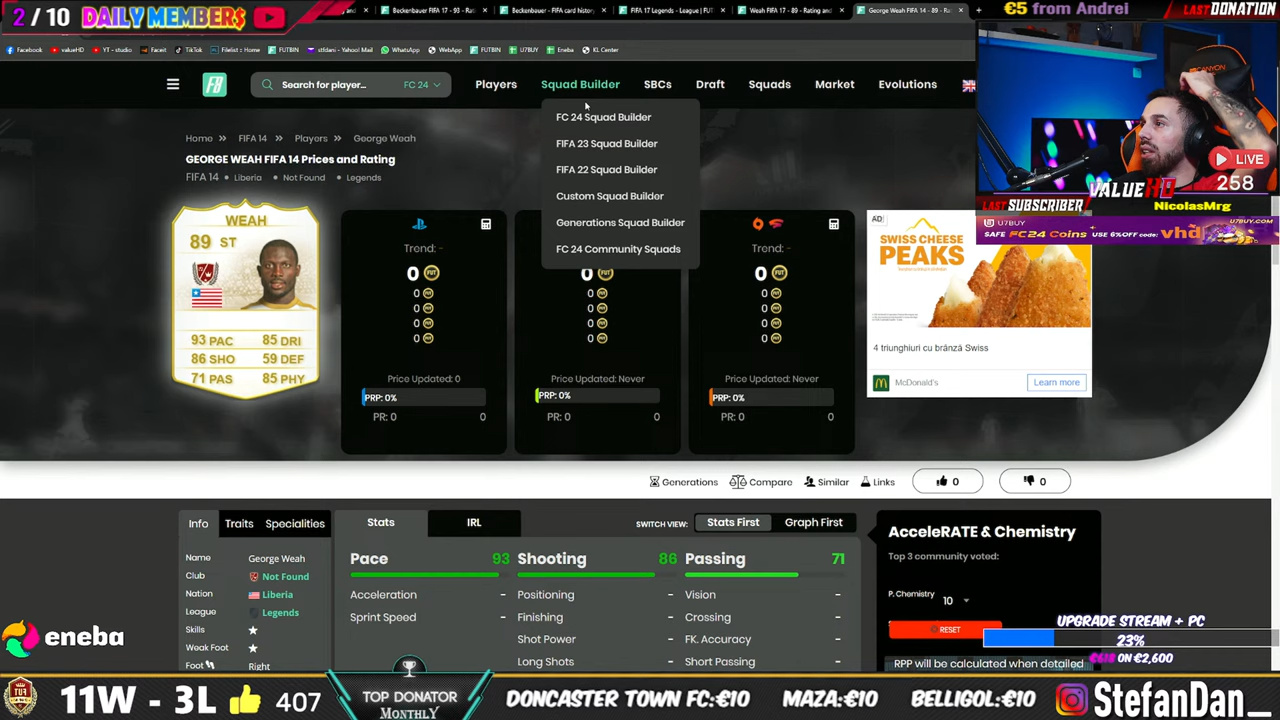 2 / 10 DAILY MEMBER$
Beckenbauer FIFA 17 - 93 - Rating
Beckenbauer - FIFA card history
FIFA 17 Legends - League | FUT
Weah FIFA 17 - 89 - Rating and
George Weah FIFA 14 - 89 - Rat
€5 from Andrei
LAST DONATION
Facebook
valueHD
YT - studio
Faceit
TikTok
Filelist :: Home
FUTBIN
stfidani - Yahoo! Mail
WhatsApp
WebApp
FUTBIN
U7BUY
Eneba
KL Center
FB
Search for player...
FC 24
Players
Squad Builder
SBCs
Draft
Squads
Market
Evolutions
FC 24 Squad Builder
FIFA 23 Squad Builder
FIFA 22 Squad Builder
Custom Squad Builder
Generations Squad Builder
FC 24 Community Squads
Home » FIFA 14 » Players » George Weah
GEORGE WEAH FIFA 14 Prices and Rating
FIFA 14 • Liberia • Not Found • Legends
WEAH
89 ST
93 PAC 85 DRI
86 SHO 59 DEF
71 PAS 85 PHY
Trend: -
0
0
0
0
0
Price Updated: 0
PRP: 0%
PR: 0 0
0
0
0
0
0
Price Updated: Never
PRP: 0%
PR: 0 0
Trend: -
0
0
0
0
0
Price Updated: Never
PRP: 0%
PR: 0 0
CANYON
LIVE
258
VALUE HD
LAST SUBSCRIBER
NicolasMrg
U7BUY
U7BUY.COM
SAFE FC24 COINS - USE 6%OFF CODE: vhd
AD
SWISS CHEESE
PEAKS
4 triunghiuri cu brânză Swiss
McDonald's
Learn more
Generations
Compare
Similar
Links
0
0
Info
Traits
Specialities
Stats
IRL
SWITCH VIEW:
Stats First
Graph First
Name George Weah
Club Not Found
Nation Liberia
League Legends
Skills
Weak Foot
Foot Right
Pace 93
Acceleration -
Sprint Speed -
Shooting 86
Positioning -
Finishing -
Shot Power -
Long Shots -
Passing 71
Vision -
Crossing -
FK. Accuracy -
Short Passing -
AcceleRATE & Chemistry
Top 3 community voted:
P. Chemistry 10
RESET
RPP will be calculated when detailed
UPGRADE STREAM + PC
23%
€618 ON €2,600
eneba
11W - 3L
407
TOP DONATOR
MONTHLY
DONCASTER TOWN FC:€10
MAZA:€10
BELLIGOL:€10
StefanDan_